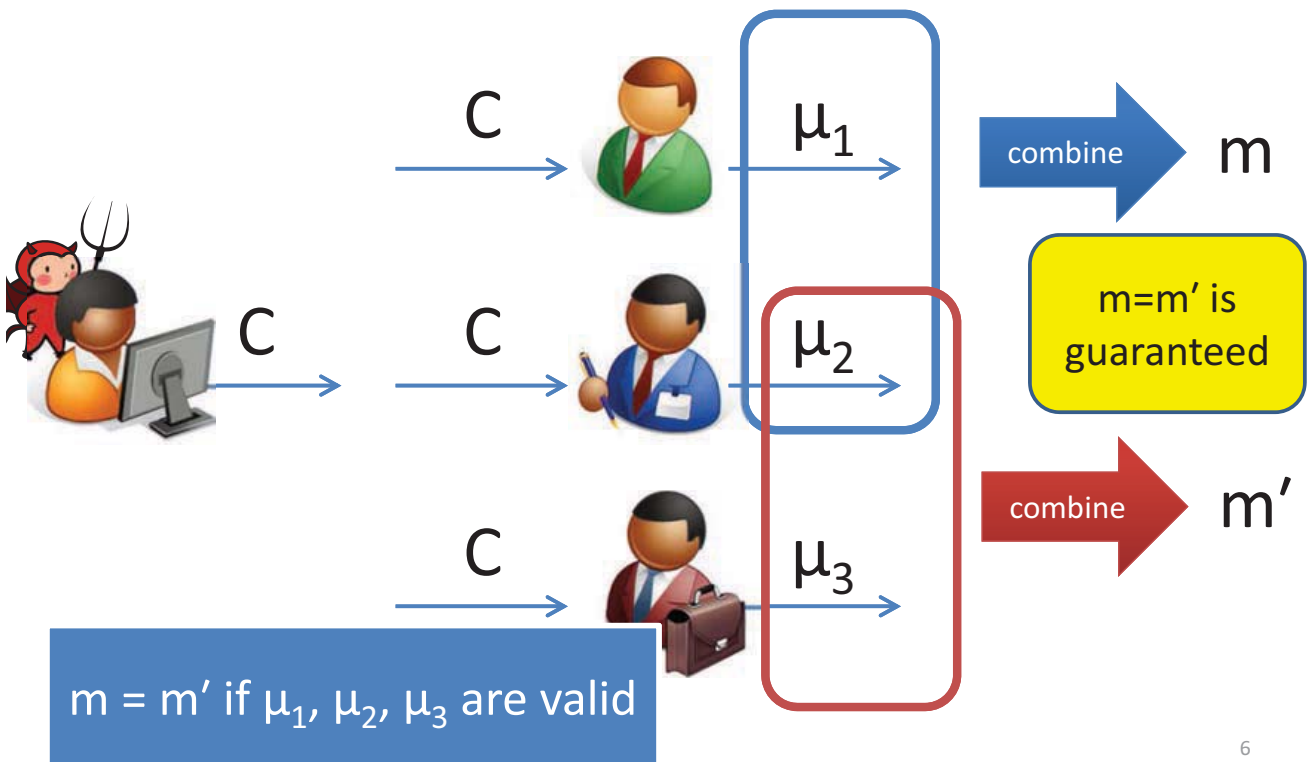 C
μ₁
combine
m
C
C
μ₂
m=m′ is
guaranteed
C
μ₃
combine
m′
m = m′ if μ₁, μ₂, μ₃ are valid
6